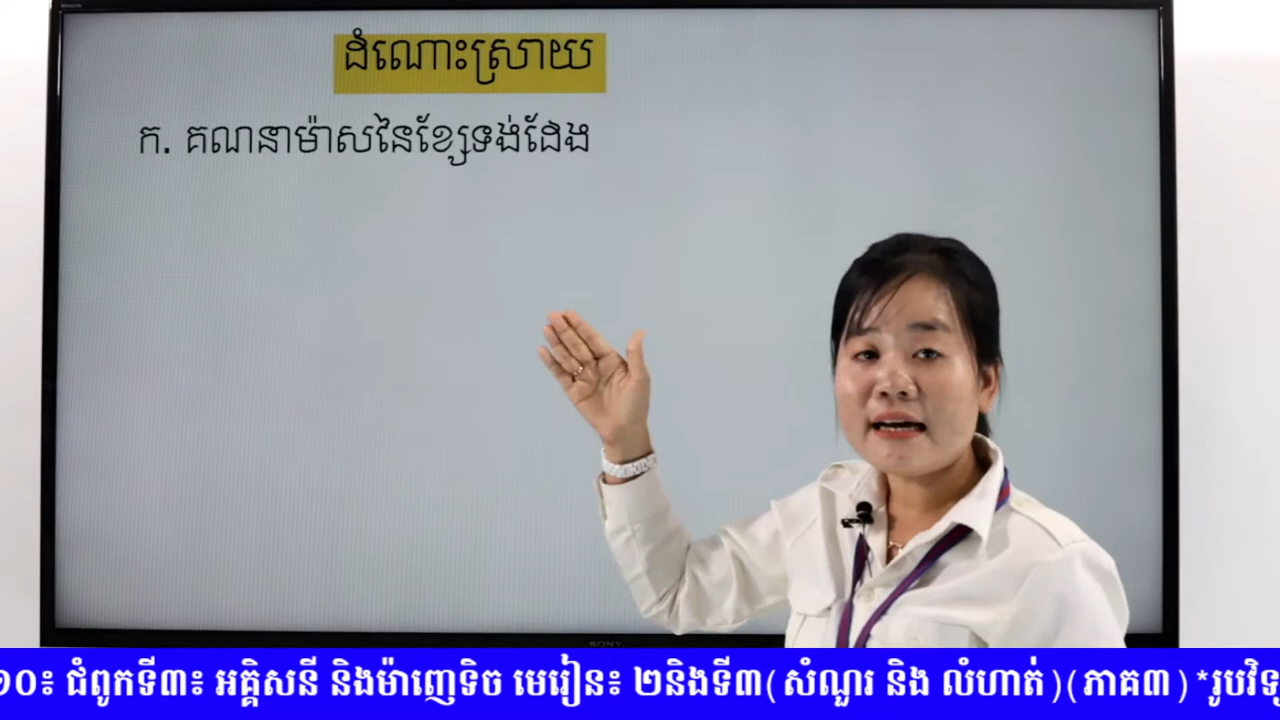 ដំណោះស្រាយ
ក. គណនាម៉ាសនៃខ្សែទង់ដែង
SONY
១០៖ ជំពូកទី៣៖ អគ្គិសនី និងម៉ាញេទិច មេរៀន៖ ២និងទី៣(សំណួរ និង លំហាត់)(ភាគ៣) *រូបវិទ្យ